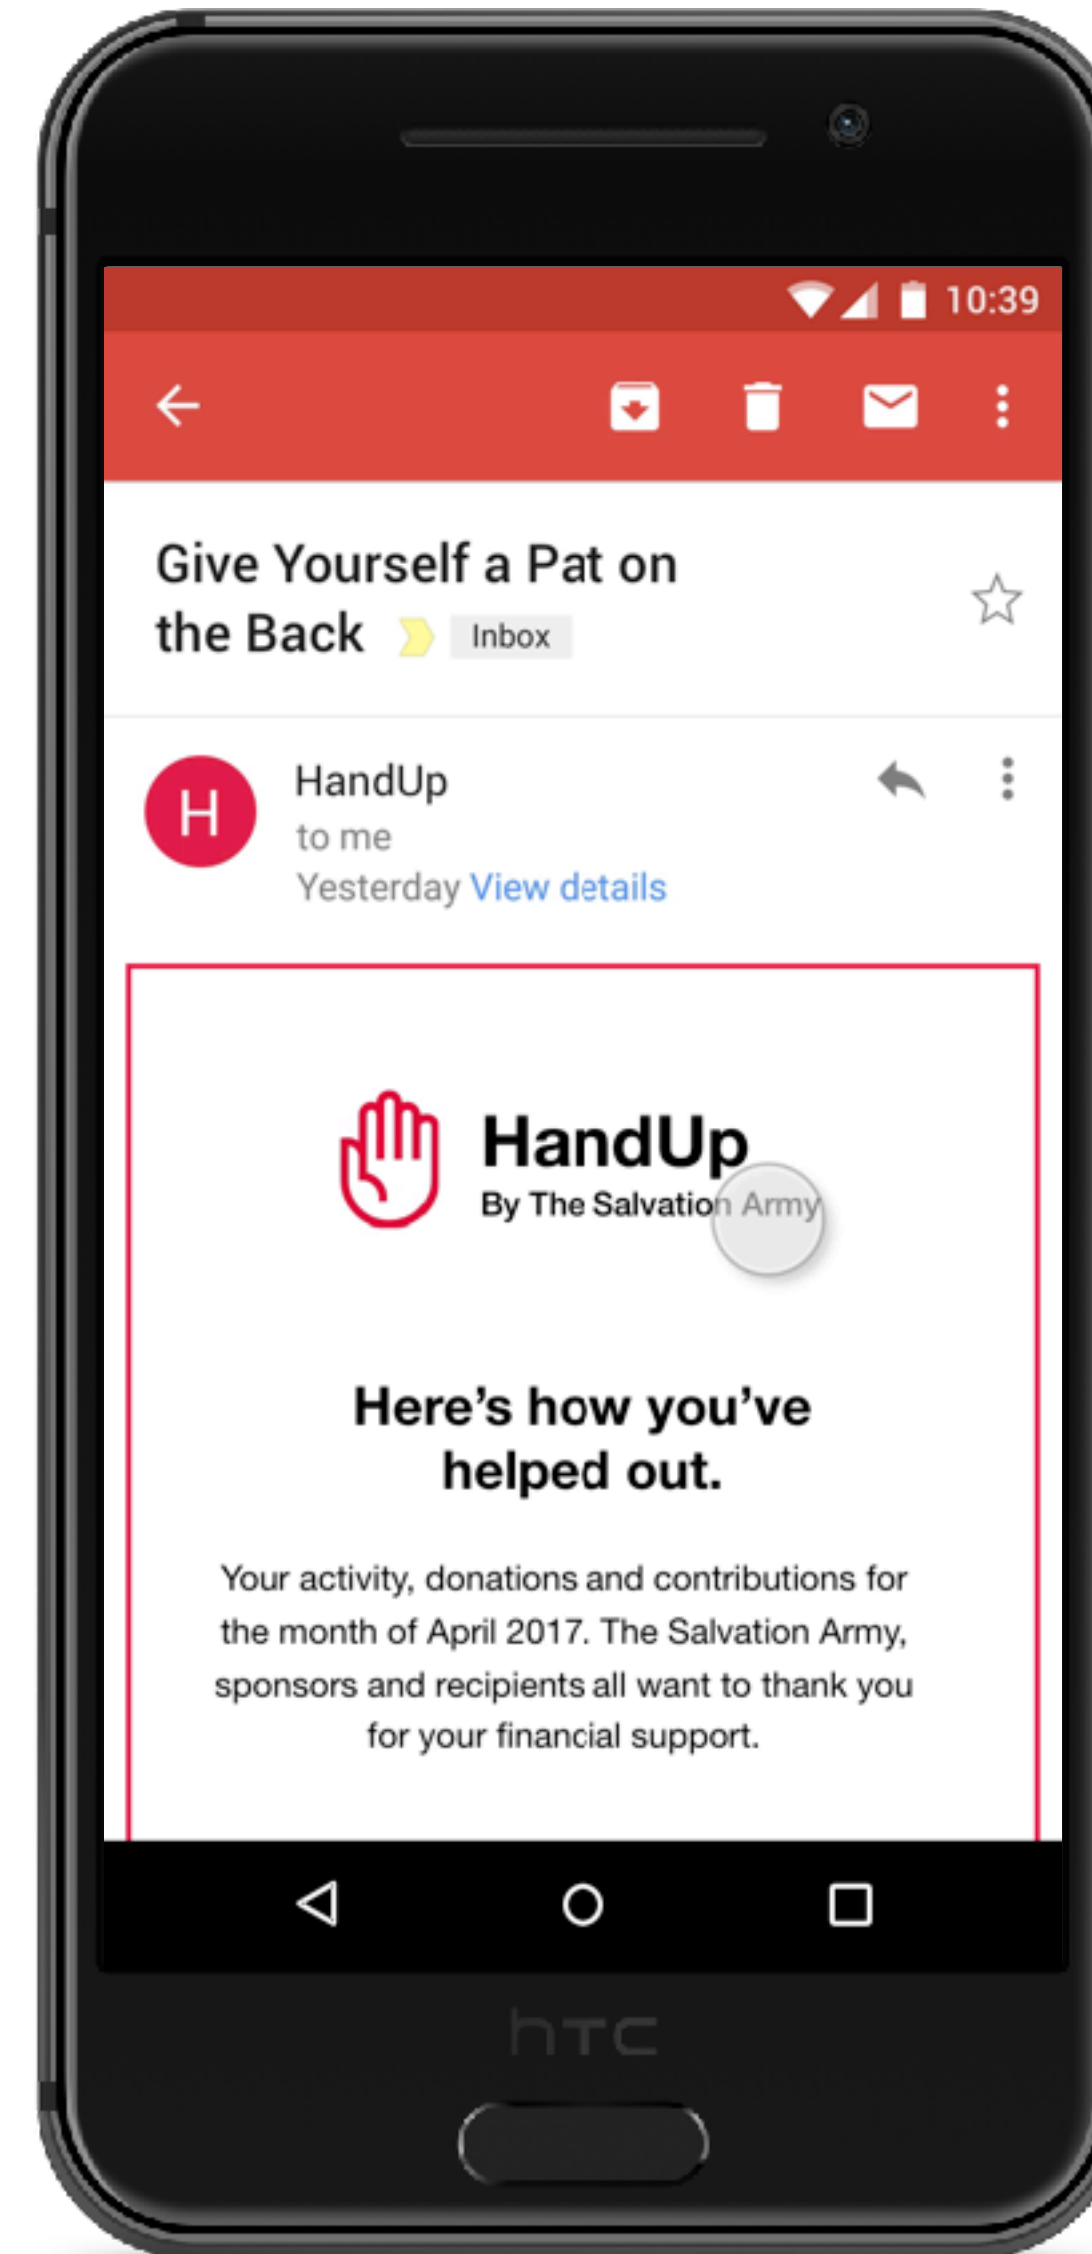 10:39
Give Yourself a Pat on
the Back Inbox
H
HandUp
to me
Yesterday View details
HandUp
By The Salvation Army
Here’s how you’ve
helped out.
Your activity, donations and contributions for
the month of April 2017. The Salvation Army,
sponsors and recipients all want to thank you
for your financial support.
hTC